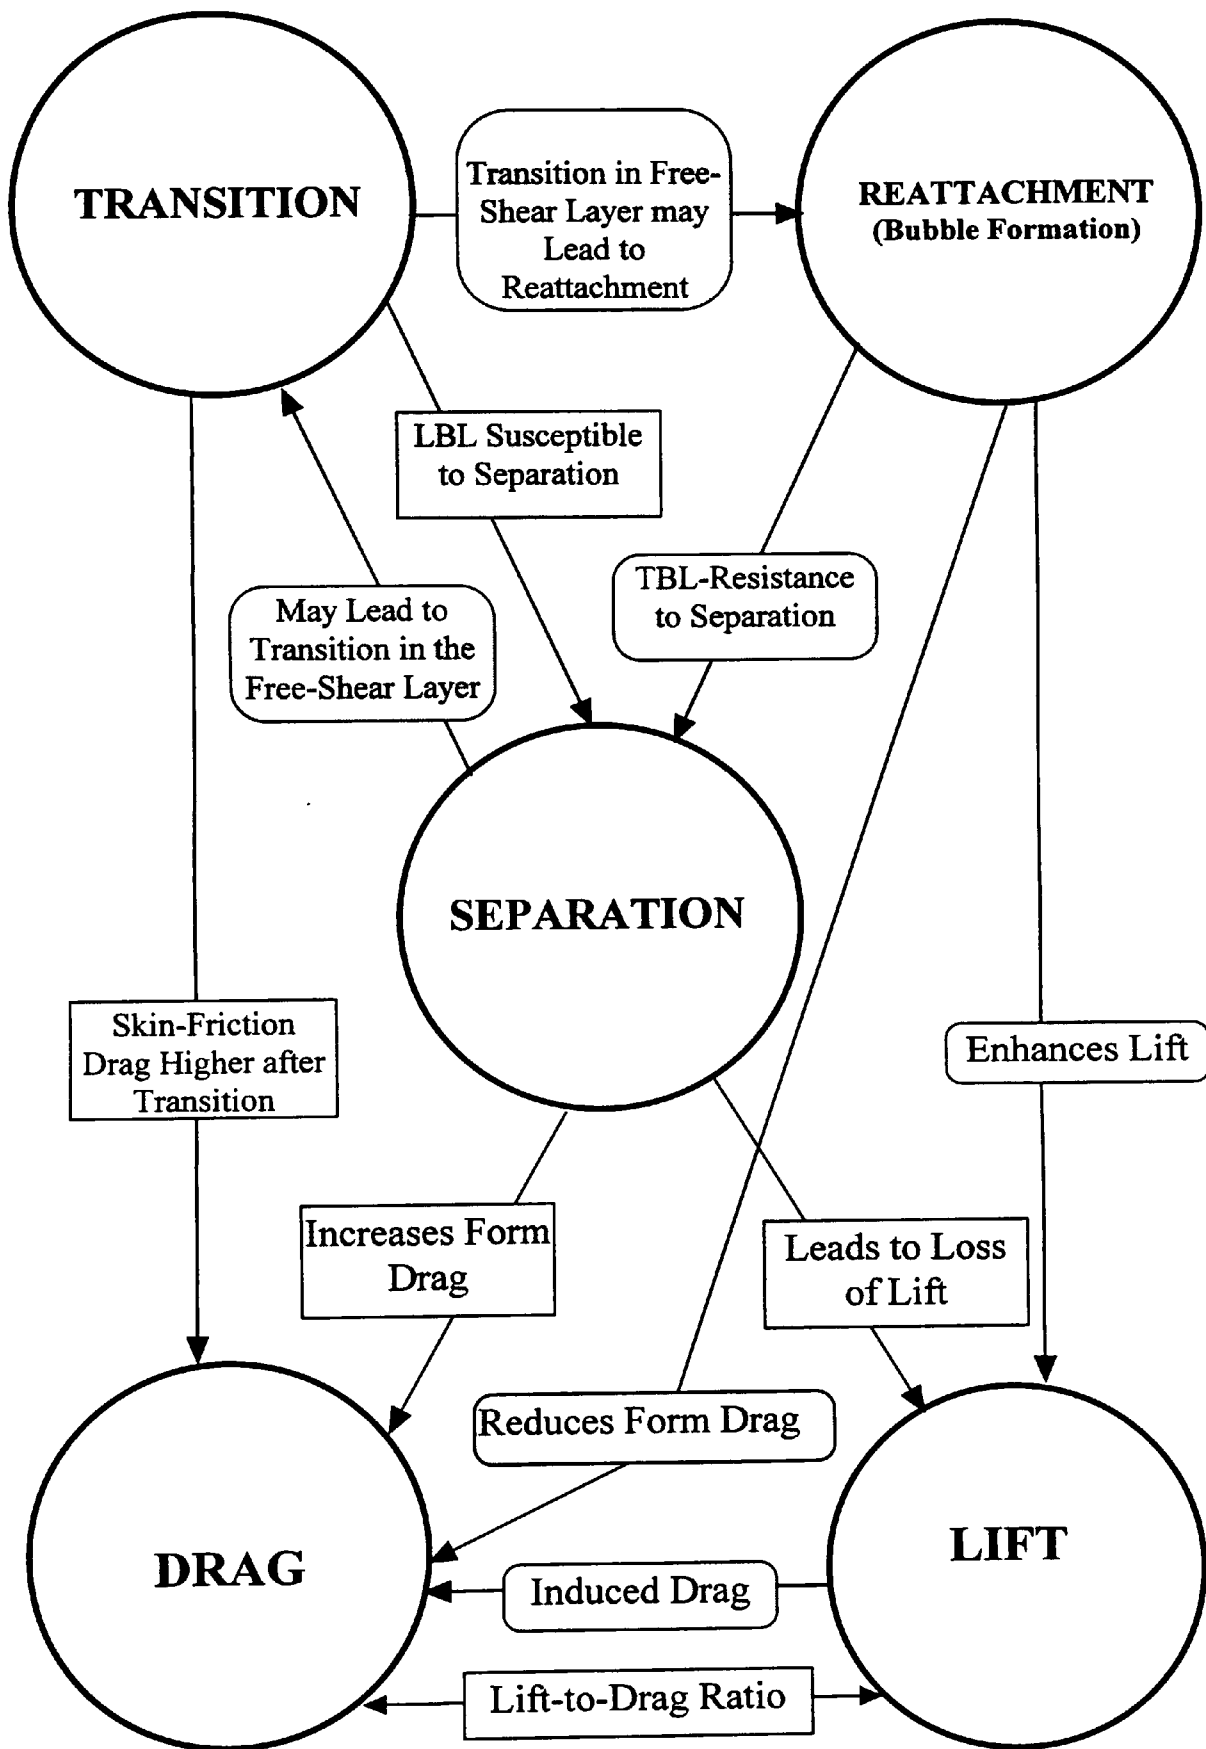 TRANSITION
Transition in Free-
Shear Layer may
Lead to
Reattachment
REATTACHMENT
(Bubble Formation)
LBL Susceptible
to Separation
TBL-Resistance
to Separation
May Lead to
Transition in the
Free-Shear Layer
SEPARATION
Skin-Friction
Drag Higher after
Transition
Enhances Lift
Increases Form
Drag
Leads to Loss
of Lift
Reduces Form Drag
DRAG
LIFT
Induced Drag
Lift-to-Drag Ratio